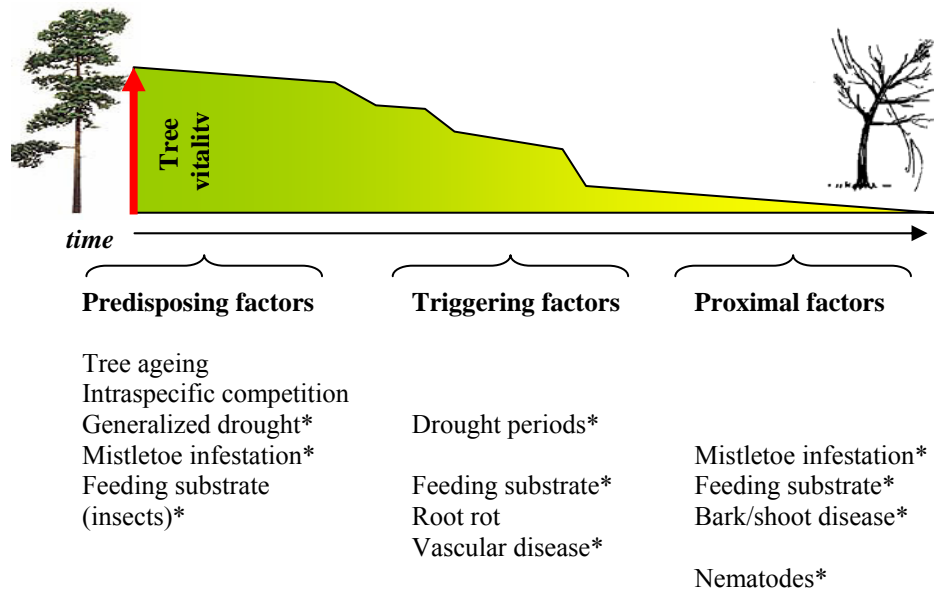 Tree
vitality
time
Predisposing factors
Triggering factors
Proximal factors
Tree ageing
Intraspecific competition
Generalized drought*
Mistletoe infestation*
Feeding substrate
(insects)*
Drought periods*
Feeding substrate*
Root rot
Vascular disease*
Mistletoe infestation*
Feeding substrate*
Bark/shoot disease*
Nematodes*